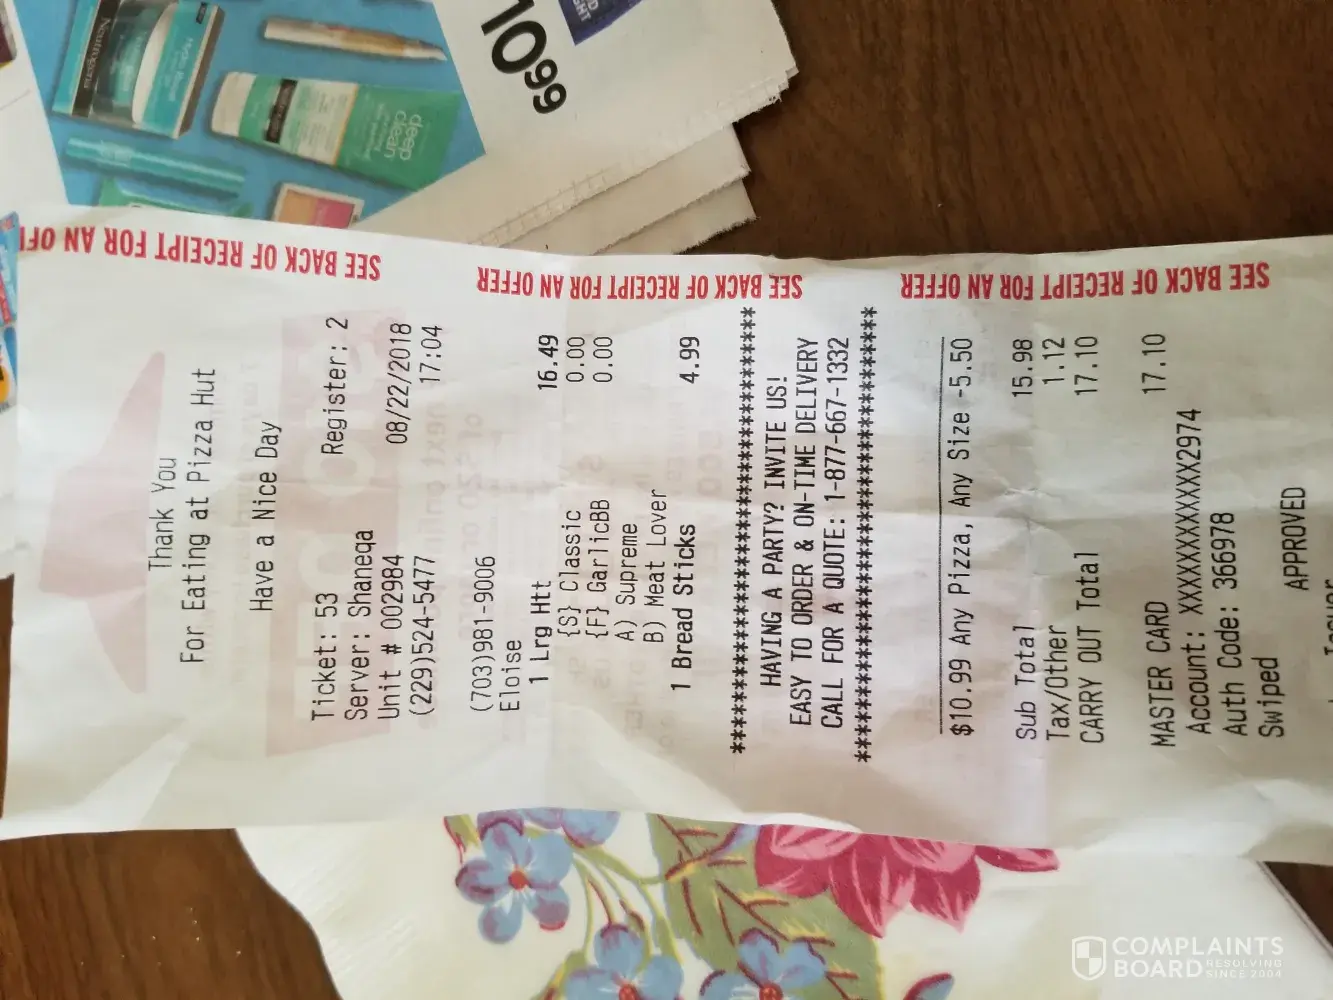 Neutrogena
deep
clean
10
99
SEE BACK OF RECEIPT FOR AN OFF
SEE BACK OF RECEIPT FOR AN OFFER
SEE BACK OF RECEIPT FOR AN OFFER
Thank You
For Eating at Pizza Hut
Have a Nice Day
Ticket: 53 Register: 2
Server: Shaneqa
Unit # 002984 08/22/2018
(229)524-5477 17:04
(703)981-9006
Eloise
1 Lrg Htt 16.49
{S} Classic 0.00
{F} GarlicBB 0.00
A) Supreme
B) Meat Lover
1 Bread Sticks 4.99
******************************************
HAVING A PARTY? INVITE US!
EASY TO ORDER & ON-TIME DELIVERY
CALL FOR A QUOTE: 1-877-667-1332
******************************************
$10.99 Any Pizza, Any Size -5.50
Sub Total 15.98
Tax/Other 1.12
CARRY OUT Total 17.10
MASTER CARD 17.10
Account: XXXXXXXXXXXX2974
Auth Code: 366978
Swiped
APPROVED
COMPLAINTS
BOARD RESOLVING
SINCE 2004